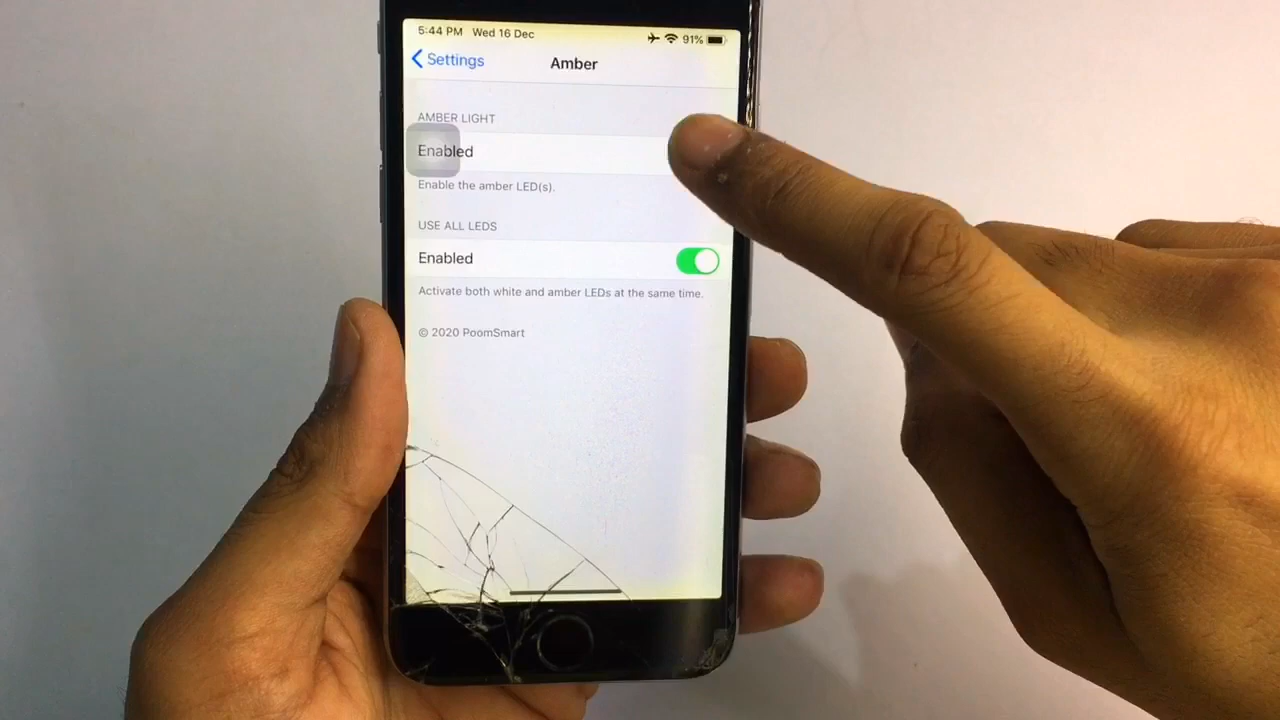 5:44 PM Wed 16 Dec 91%
Settings
Amber
AMBER LIGHT
Enabled
Enable the amber LED(s).
USE ALL LEDS
Enabled
Activate both white and amber LEDs at the same time.
© 2020 PoomSmart